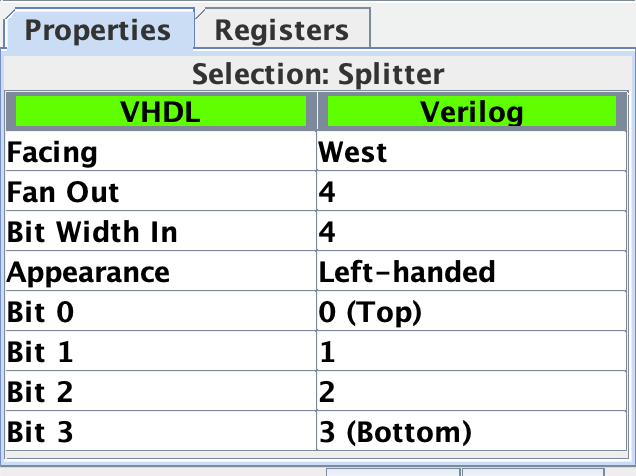 Properties Registers
Selection: Splitter
VHDL Verilog
Facing West
Fan Out 4
Bit Width In 4
Appearance Left-handed
Bit 0 0 (Top)
Bit 1 1
Bit 2 2
Bit 3 3 (Bottom)